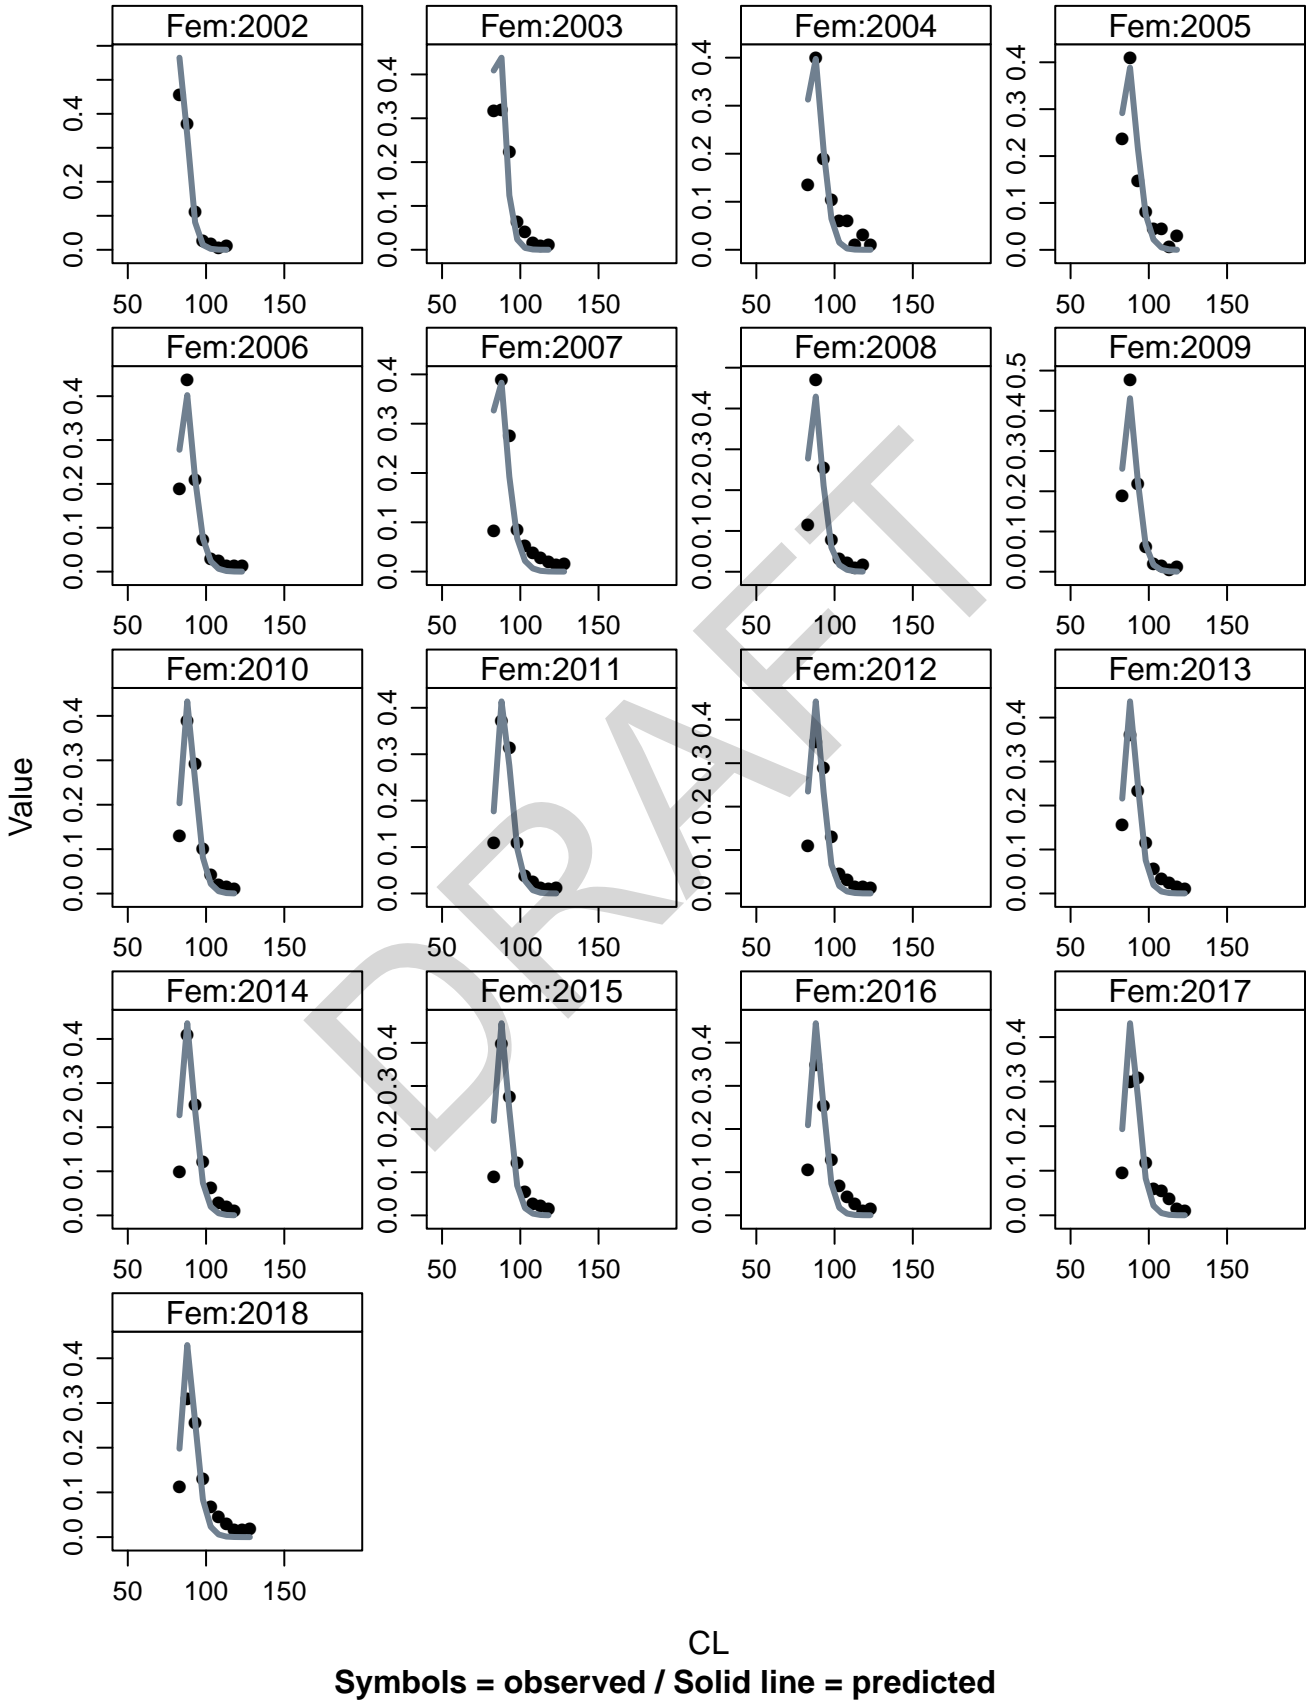 Fem:2002 Fem:2003 Fem:2004 Fem:2005
0.0 0.2 0.4
0.0 0.1 0.2 0.3 0.4
0.0 0.1 0.2 0.3 0.4
0.0 0.1 0.2 0.3 0.4
50 100 150 50 100 150 50 100 150 50 100 150
Fem:2006 Fem:2007 Fem:2008 Fem:2009
0.0 0.1 0.2 0.3 0.4
0.0 0.1 0.2 0.3 0.4
0.0 0.1 0.2 0.3 0.4
0.0 0.1 0.2 0.3 0.4 0.5
50 100 150 50 100 150 50 100 150 50 100 150
Fem:2010 Fem:2011 Fem:2012 Fem:2013
0.0 0.1 0.2 0.3 0.4
0.0 0.1 0.2 0.3 0.4
0.0 0.1 0.2 0.3 0.4
0.0 0.1 0.2 0.3 0.4
50 100 150 50 100 150 50 100 150 50 100 150
Fem:2014 Fem:2015 Fem:2016 Fem:2017
0.0 0.1 0.2 0.3 0.4
0.0 0.1 0.2 0.3 0.4
0.0 0.1 0.2 0.3 0.4
0.0 0.1 0.2 0.3 0.4
50 100 150 50 100 150 50 100 150 50 100 150
Fem:2018
0.0 0.1 0.2 0.3 0.4
50 100 150
Value
DRAFT
CL
Symbols = observed / Solid line = predicted